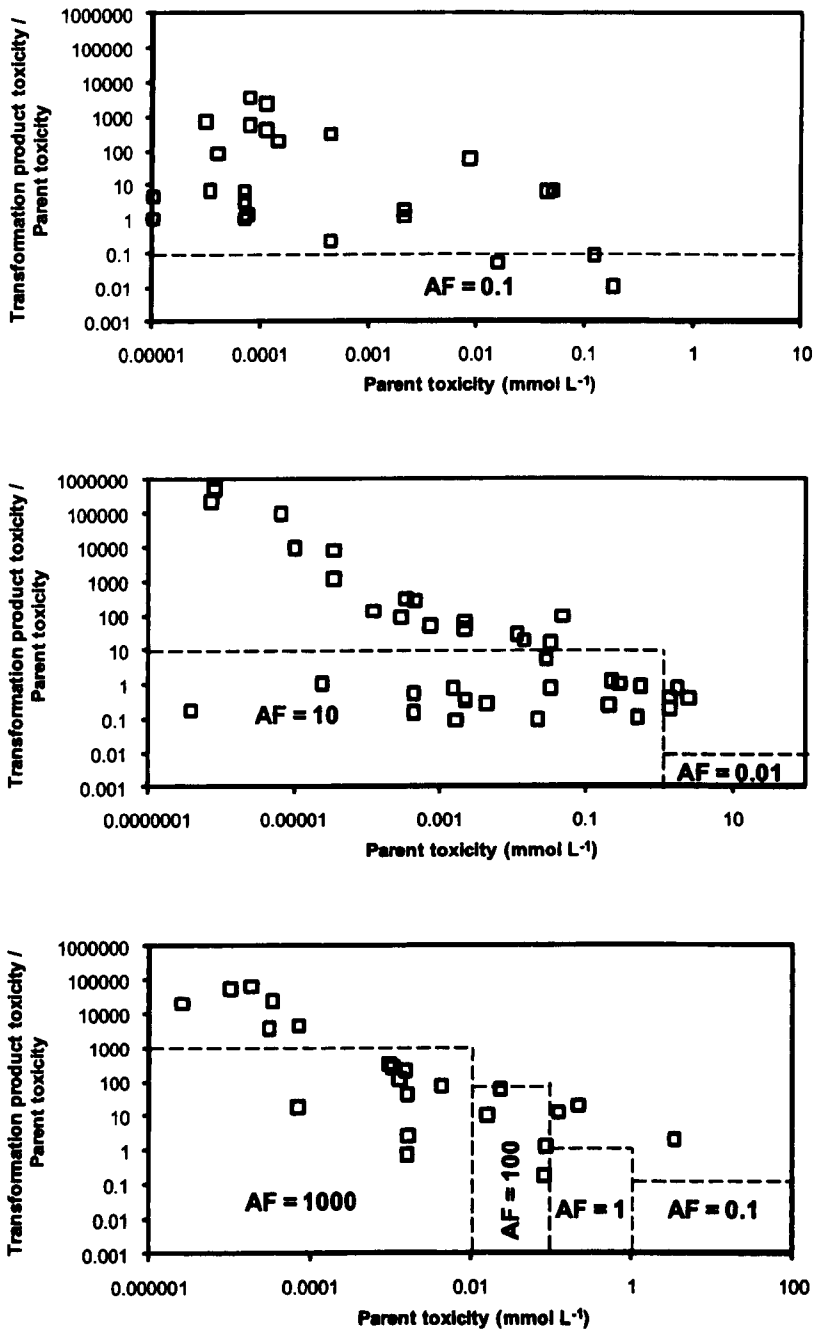 Transformation product toxicity /
Parent toxicity
1000000
100000
10000
1000
100
10
1
0.1
0.01
0.001
AF = 0.1
0.00001
0.0001
0.001
0.01
0.1
1
10
Parent toxicity (mmol L-1)
Transformation product toxicity /
Parent toxicity
1000000
100000
10000
1000
100
10
1
0.1
0.01
0.001
AF = 10
AF = 0.01
0.0000001
0.00001
0.001
0.1
10
Parent toxicity (mmol L-1)
Transformation product toxicity /
Parent toxicity
1000000
100000
10000
1000
100
10
1
0.1
0.01
0.001
AF = 1000
AF = 100
AF = 1
AF = 0.1
0.000001
0.0001
0.01
1
100
Parent toxicity (mmol L-1)